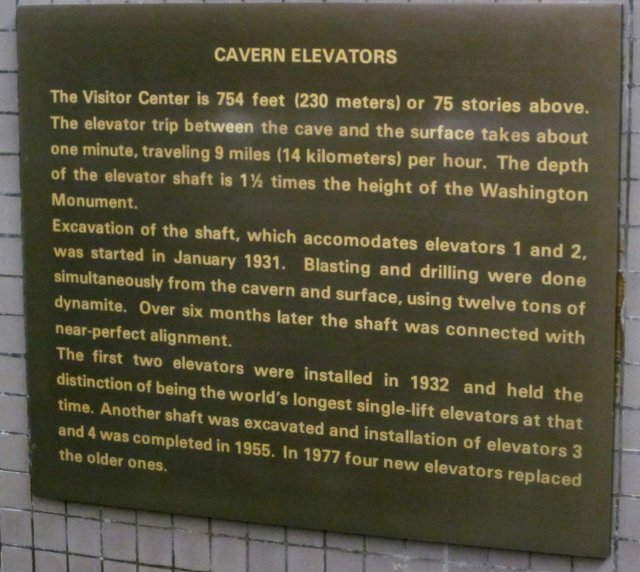 CAVERN ELEVATORS
The Visitor Center is 754 feet (230 meters) or 75 stories above.
The elevator trip between the cave and the surface takes about
one minute, traveling 9 miles (14 kilometers) per hour. The depth
of the elevator shaft is 1½ times the height of the Washington
Monument.
Excavation of the shaft, which accomodates elevators 1 and 2,
was started in January 1931. Blasting and drilling were done
simultaneously from the cavern and surface, using twelve tons of
dynamite. Over six months later the shaft was connected with
near-perfect alignment.
The first two elevators were installed in 1932 and held the
distinction of being the world's longest single-lift elevators at that
time. Another shaft was excavated and installation of elevators 3
and 4 was completed in 1955. In 1977 four new elevators replaced
the older ones.